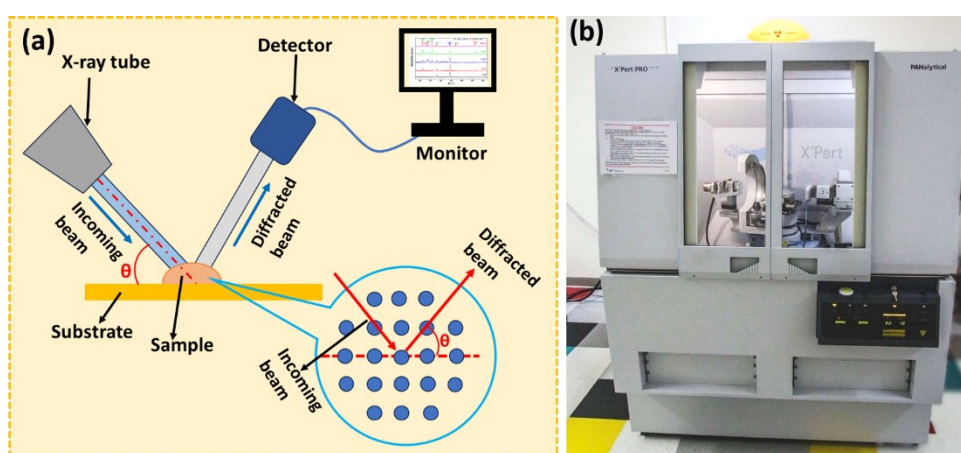 (a)
X-ray tube
Detector
Monitor
Incoming
beam
Diffracted
beam
θ
Substrate
Sample
Diffracted
beam
θ
Incoming
beam
(b)
X'Pert PRO
PANalytical
X'Pert